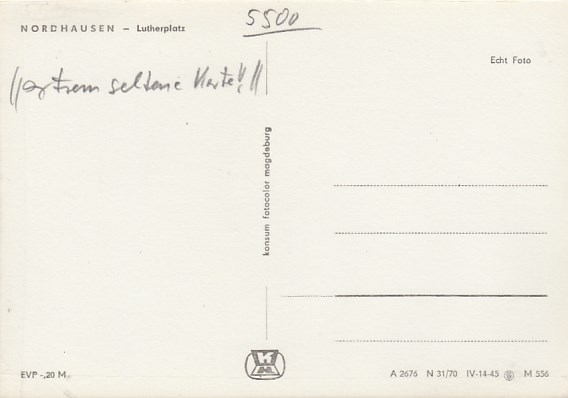 5500
NORDHAUSEN – Lutherplatz
Echt Foto
!! extrem seltene Karte !!
konsum fotocolor magdeburg
EVP -,20 M
A 2676 N 31/70 IV-14-45 M 556